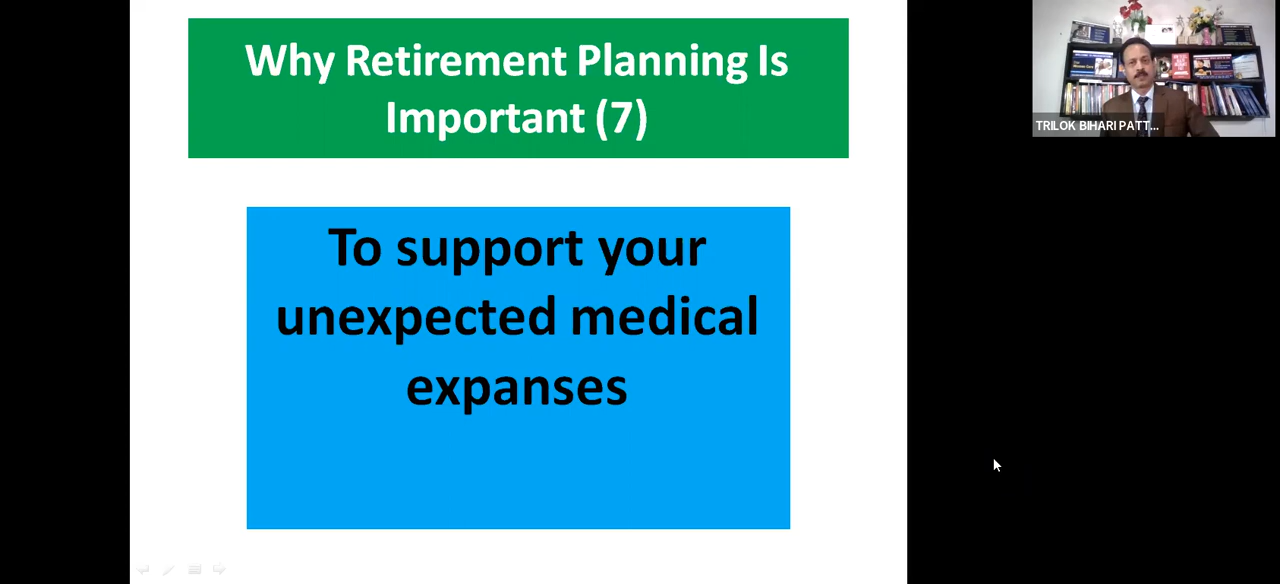 Why Retirement Planning Is
Important (7)
To support your
unexpected medical
expanses
TRILOK BIHARI PATT...